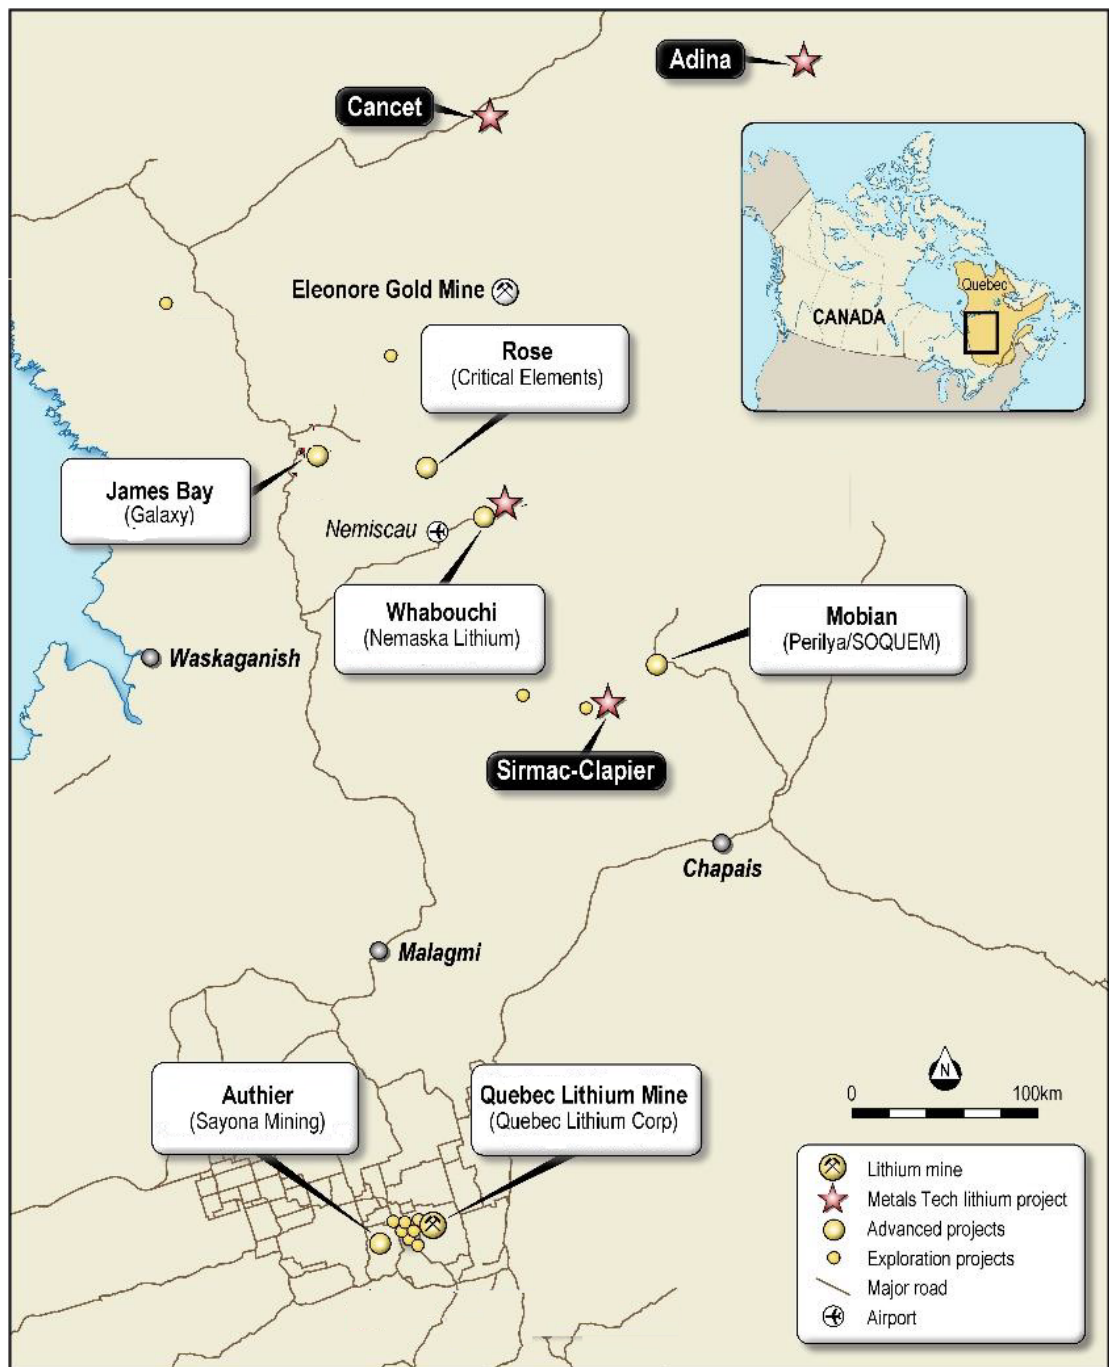 Adina
Cancet
Quebec
CANADA
Eleonore Gold Mine
Rose
(Critical Elements)
James Bay
(Galaxy)
Nemiscau
Whabouchi
(Nemaska Lithium)
Mobian
(Perilya/SOQUEM)
Waskaganish
Sirmac-Clapier
Chapais
Malagmi
Authier
(Sayona Mining)
Quebec Lithium Mine
(Quebec Lithium Corp)
N
0 100km
Lithium mine
Metals Tech lithium project
Advanced projects
Exploration projects
Major road
Airport